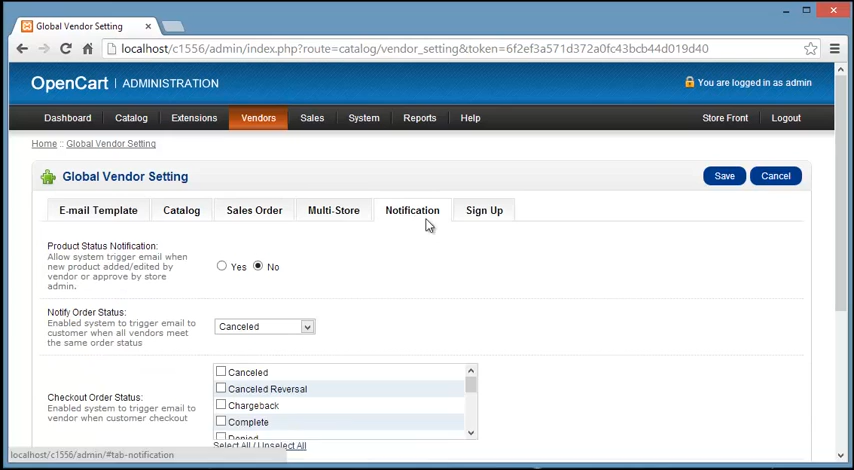 Global Vendor Setting
localhost/c1556/admin/index.php?route=catalog/vendor_setting&token=6f2ef3a571d372a0fc43bcb44d019d40
OpenCart | ADMINISTRATION
You are logged in as admin
Dashboard Catalog Extensions Vendors Sales System Reports Help Store Front Logout
Home :: Global Vendor Setting
Global Vendor Setting
Save Cancel
E-mail Template Catalog Sales Order Multi-Store Notification Sign Up
Product Status Notification:
Allow system trigger email when
new product added/edited by
vendor or approve by store
admin.
Yes No
Notify Order Status:
Enabled system to trigger email to
customer when all vendors meet
the same order status
Canceled
Checkout Order Status:
Enabled system to trigger email to
vendor when customer checkout
Canceled
Canceled Reversal
Chargeback
Complete
Denied
Select All / Unselect All
localhost/c1556/admin/#tab-notification